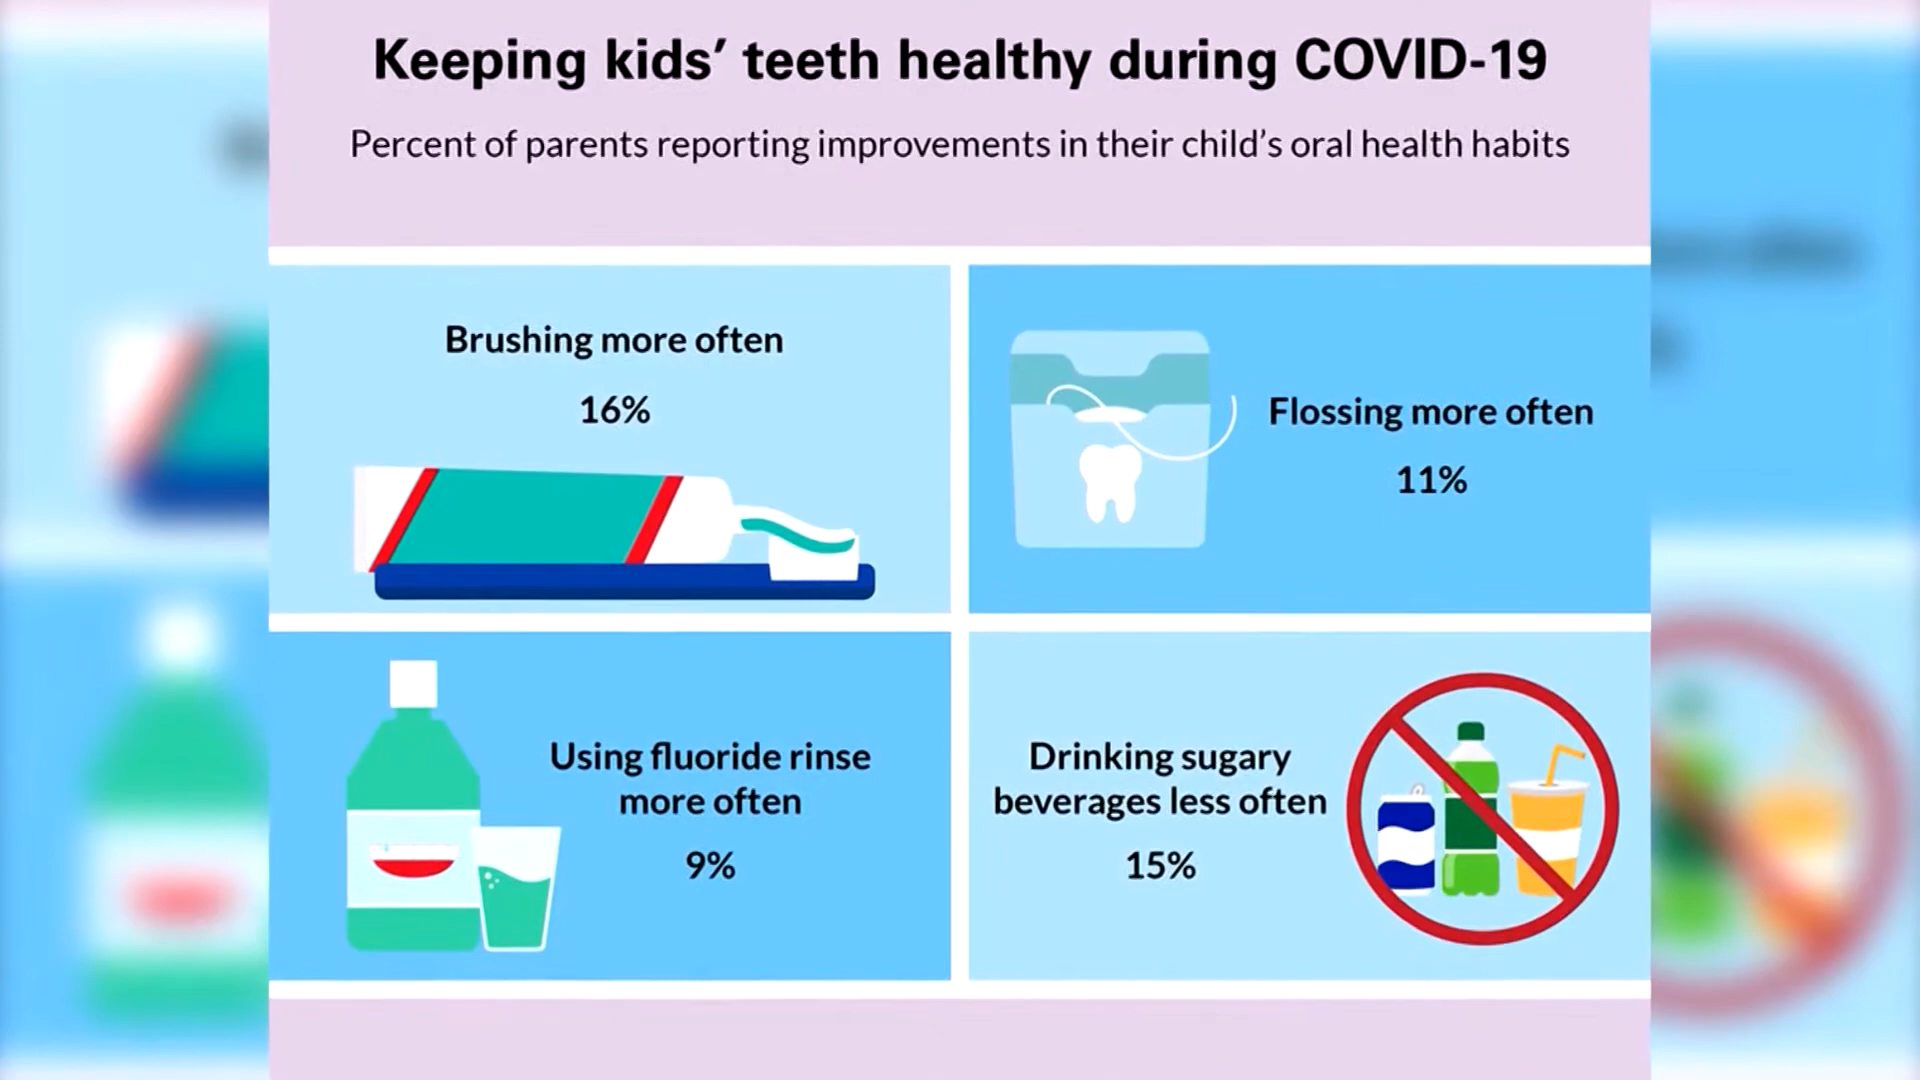 Keeping kids’ teeth healthy during COVID-19
Percent of parents reporting improvements in their child’s oral health habits
Brushing more often
16%
Flossing more often
11%
Using fluoride rinse
more often
9%
Drinking sugary
beverages less often
15%